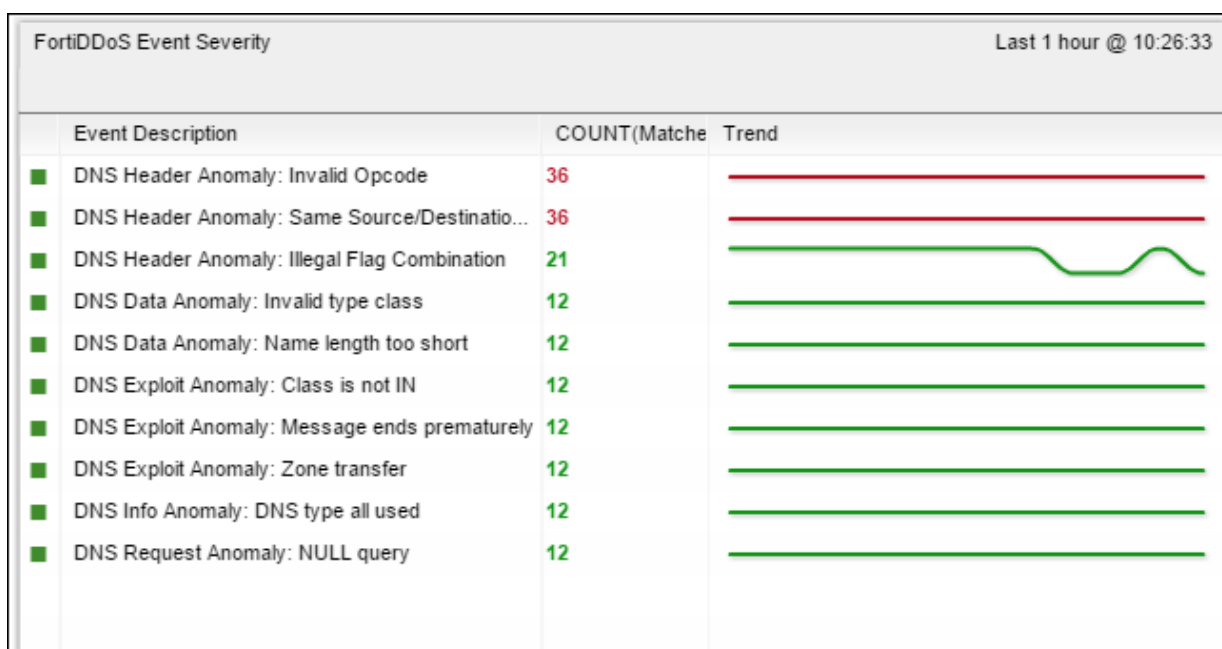 FortiDDoS Event Severity Last 1 hour @ 10:26:33
Event Description COUNT(Matche Trend
DNS Header Anomaly: Invalid Opcode 36
DNS Header Anomaly: Same Source/Destinatio... 36
DNS Header Anomaly: Illegal Flag Combination 21
DNS Data Anomaly: Invalid type class 12
DNS Data Anomaly: Name length too short 12
DNS Exploit Anomaly: Class is not IN 12
DNS Exploit Anomaly: Message ends prematurely 12
DNS Exploit Anomaly: Zone transfer 12
DNS Info Anomaly: DNS type all used 12
DNS Request Anomaly: NULL query 12